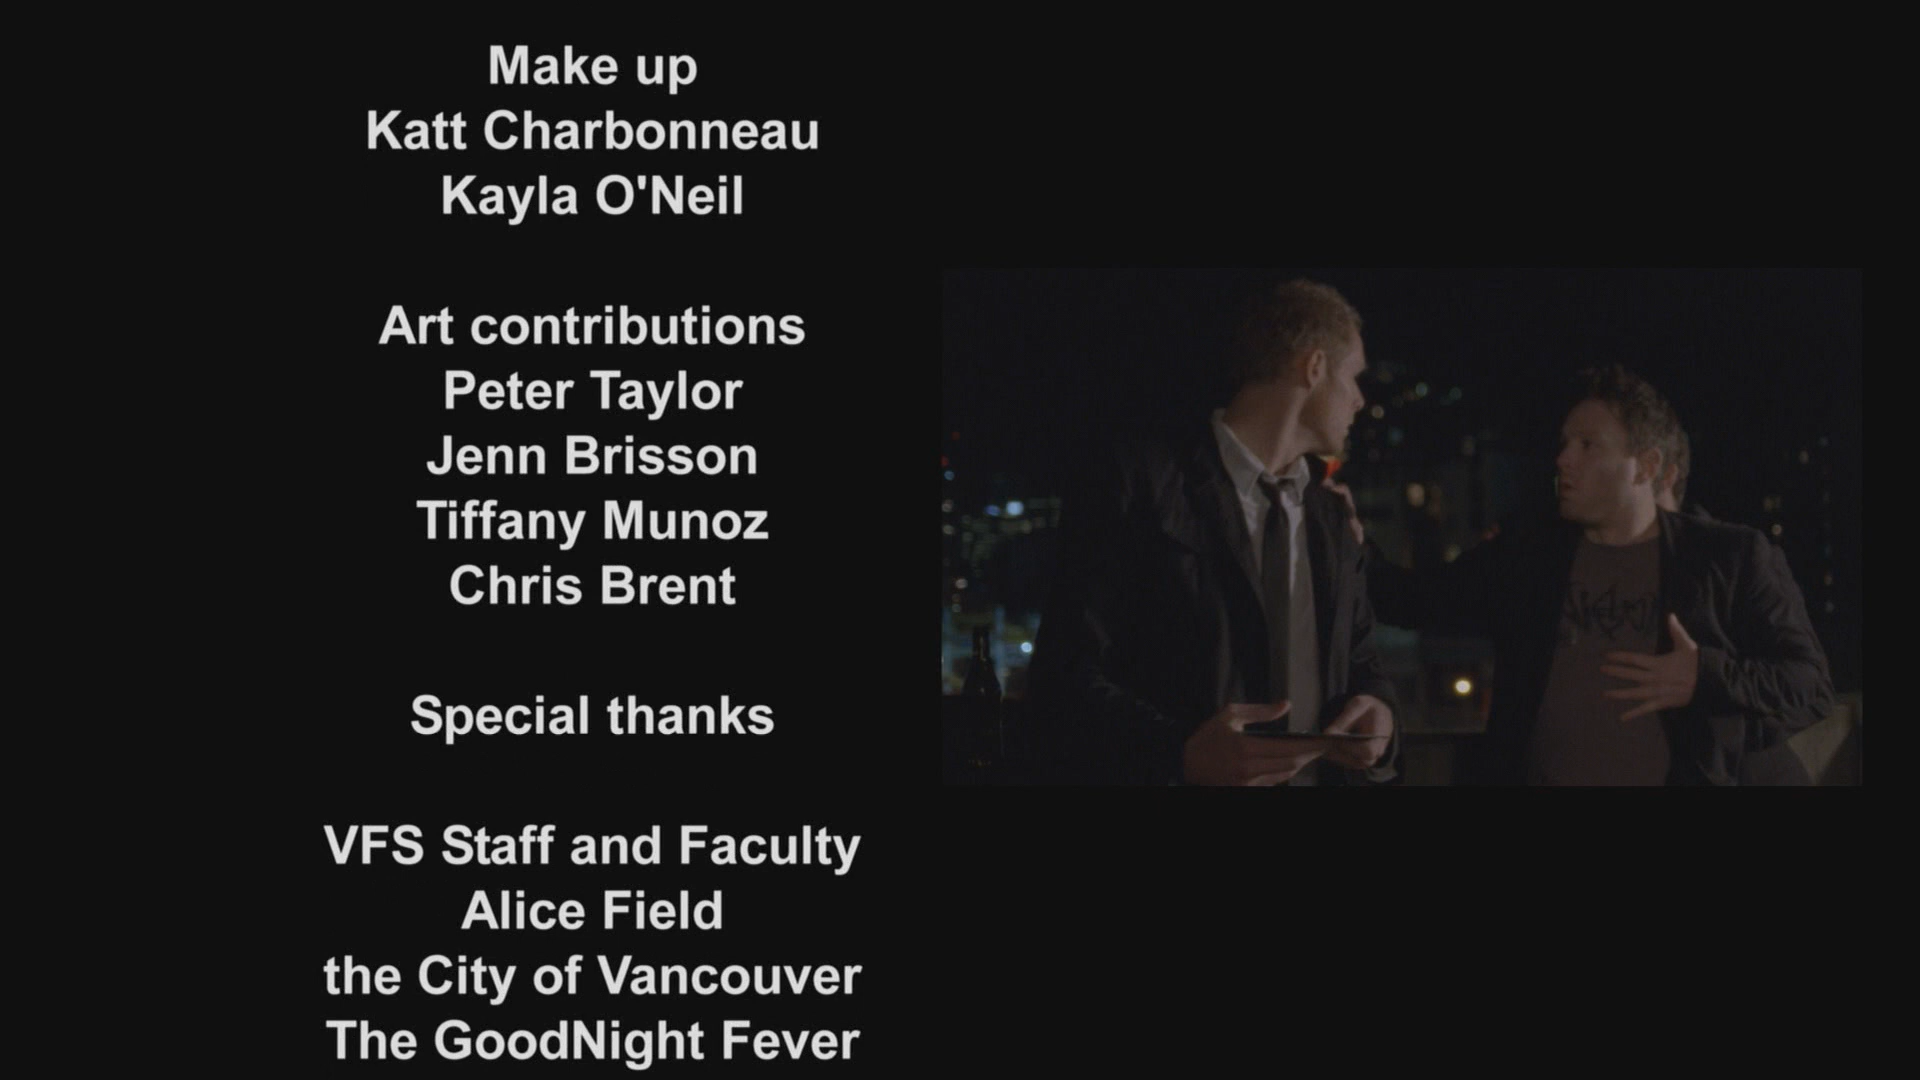 Make up
Katt Charbonneau
Kayla O'Neil
Art contributions
Peter Taylor
Jenn Brisson
Tiffany Munoz
Chris Brent
Special thanks
VFS Staff and Faculty
Alice Field
the City of Vancouver
The GoodNight Fever